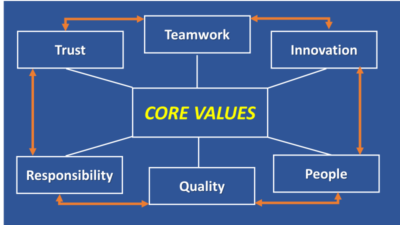 Teamwork
Trust
Innovation
CORE VALUES
Responsibility
Quality
People